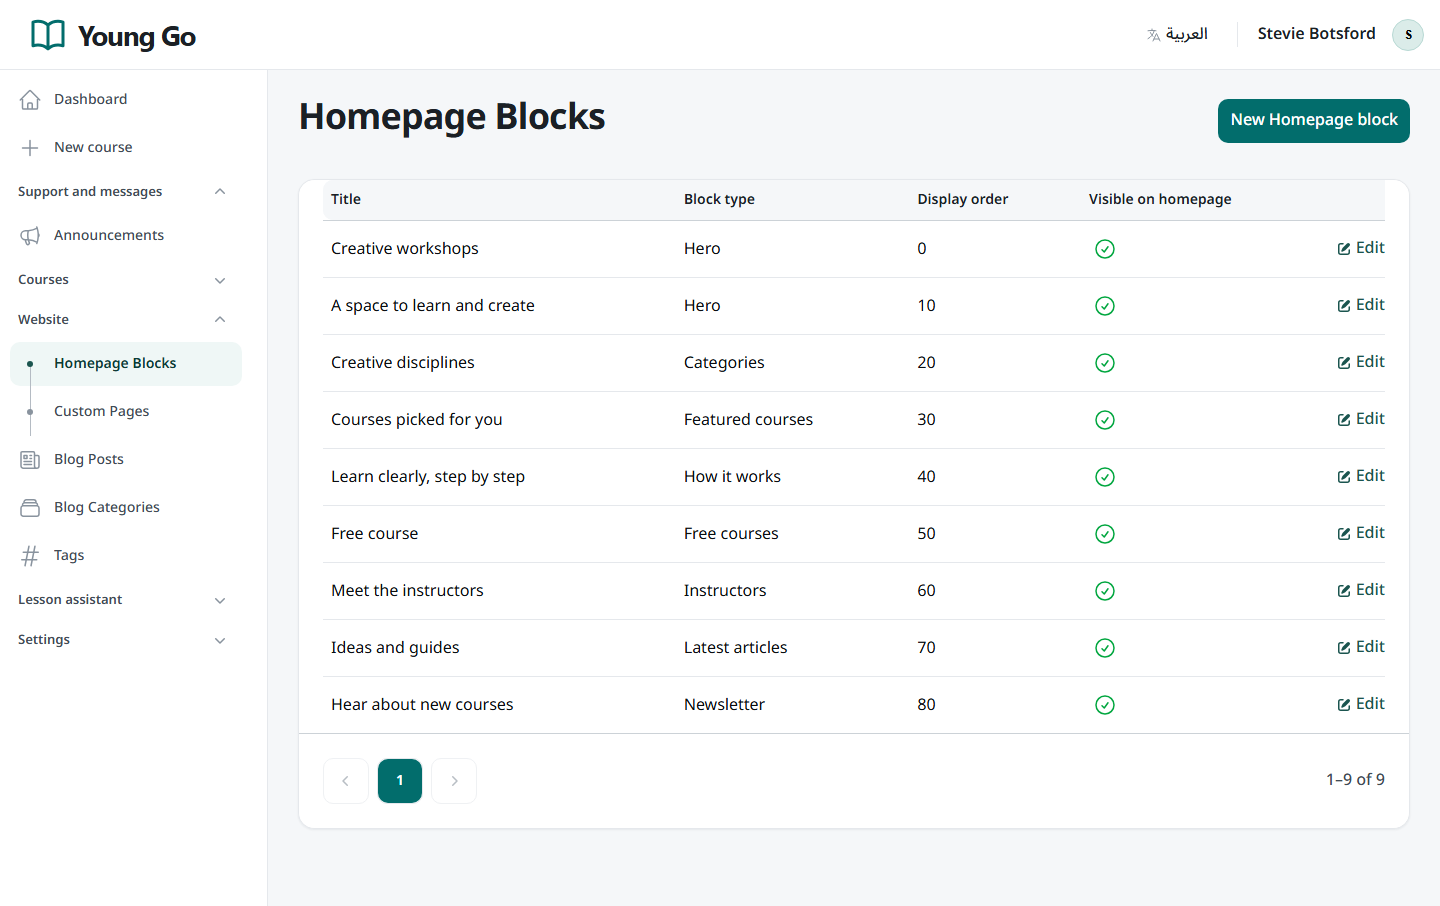 Young Go
العربية
Stevie Botsford
S
Dashboard
New course
Support and messages
Announcements
Courses
Website
Homepage Blocks
Custom Pages
Blog Posts
Blog Categories
Tags
Lesson assistant
Settings
Homepage Blocks
New Homepage block
Title Block type Display order Visible on homepage
Creative workshops Hero 0 Edit
A space to learn and create Hero 10 Edit
Creative disciplines Categories 20 Edit
Courses picked for you Featured courses 30 Edit
Learn clearly, step by step How it works 40 Edit
Free course Free courses 50 Edit
Meet the instructors Instructors 60 Edit
Ideas and guides Latest articles 70 Edit
Hear about new courses Newsletter 80 Edit
1
1–9 of 9